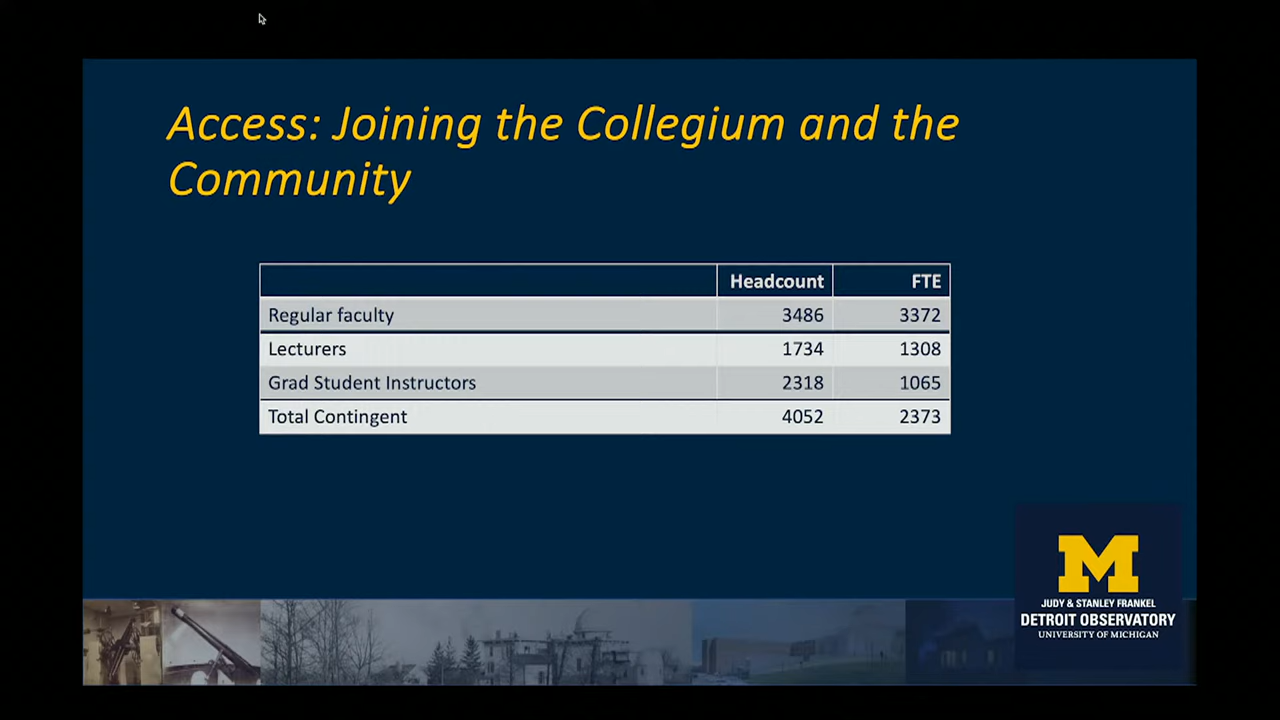 Access: Joining the Collegium and the
Community
Headcount FTE
Regular faculty 3486 3372
Lecturers 1734 1308
Grad Student Instructors 2318 1065
Total Contingent 4052 2373
M
JUDY & STANLEY FRANKEL
DETROIT OBSERVATORY
UNIVERSITY OF MICHIGAN